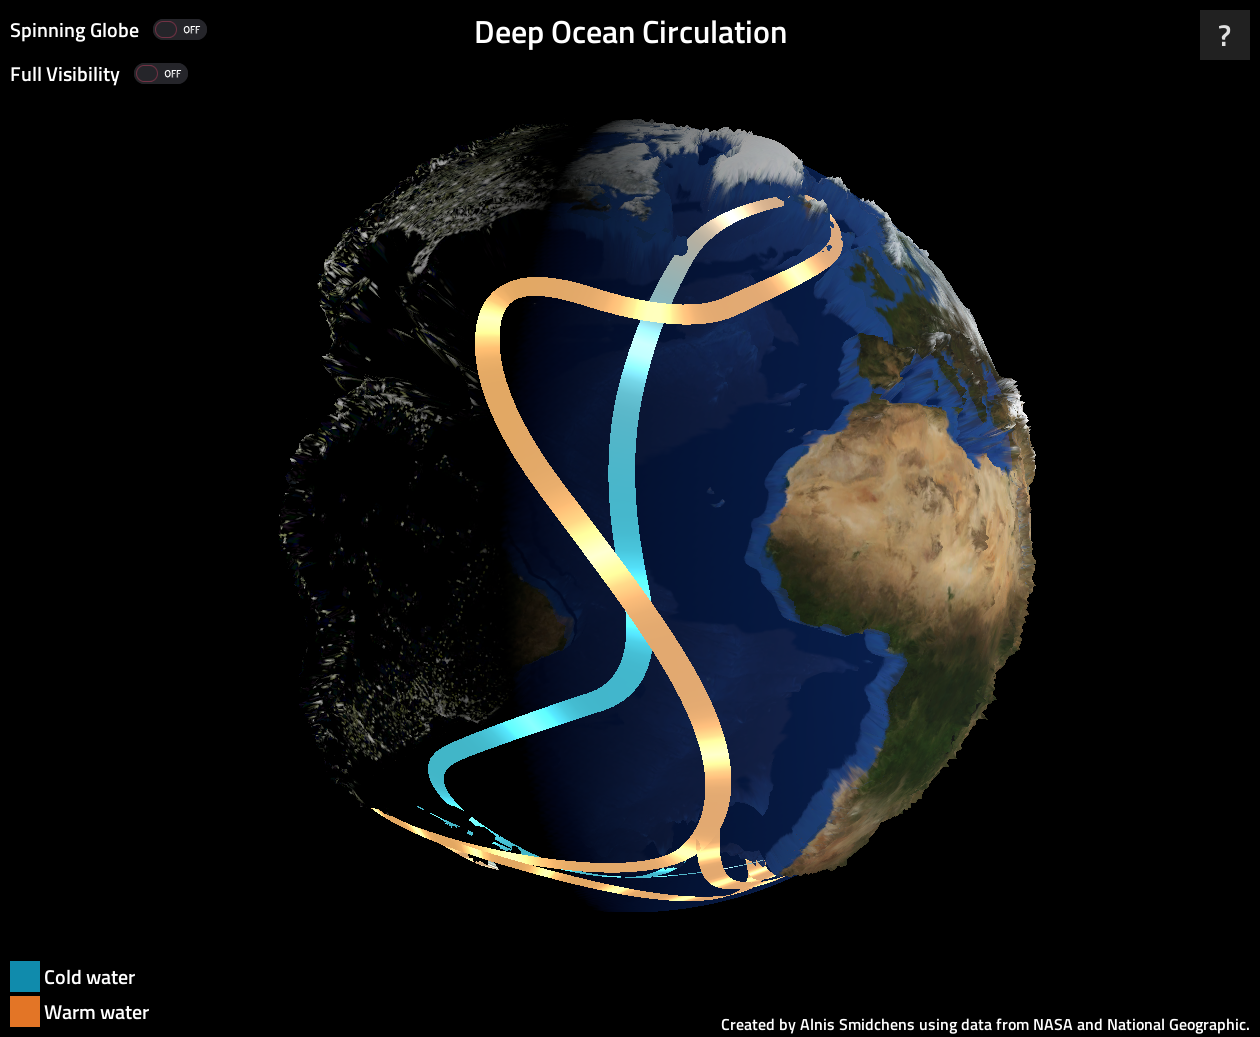 Spinning Globe OFF
Deep Ocean Circulation
?
Full Visibility OFF
Cold water
Warm water
Created by Alnis Smidchens using data from NASA and National Geographic.